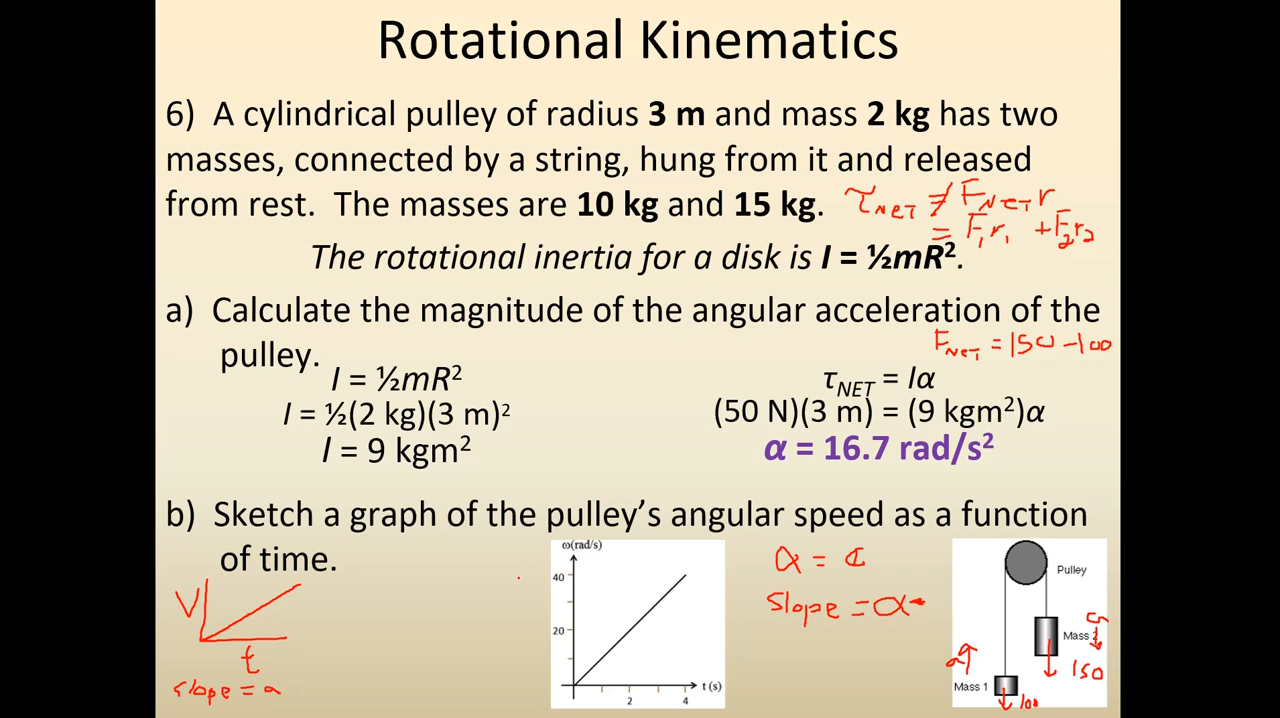 Rotational Kinematics
6) A cylindrical pulley of radius 3 m and mass 2 kg has two
masses, connected by a string, hung from it and released
from rest. The masses are 10 kg and 15 kg.
τNET ≠ FNET r
= F₁r₁ + F₂r₂
The rotational inertia for a disk is I = ½mR².
a) Calculate the magnitude of the angular acceleration of the
pulley.
FNET = 150 - 100
I = ½mR²
I = ½(2 kg)(3 m)²
I = 9 kgm²
τNET = Iα
(50 N)(3 m) = (9 kgm²)α
α = 16.7 rad/s²
b) Sketch a graph of the pulley’s angular speed as a function
of time.
V
t
slope = a
ω(rad/s)
40
20
2
4
t (s)
α =
slope = α
Pulley
Mass 2
150
a
Mass 1
100